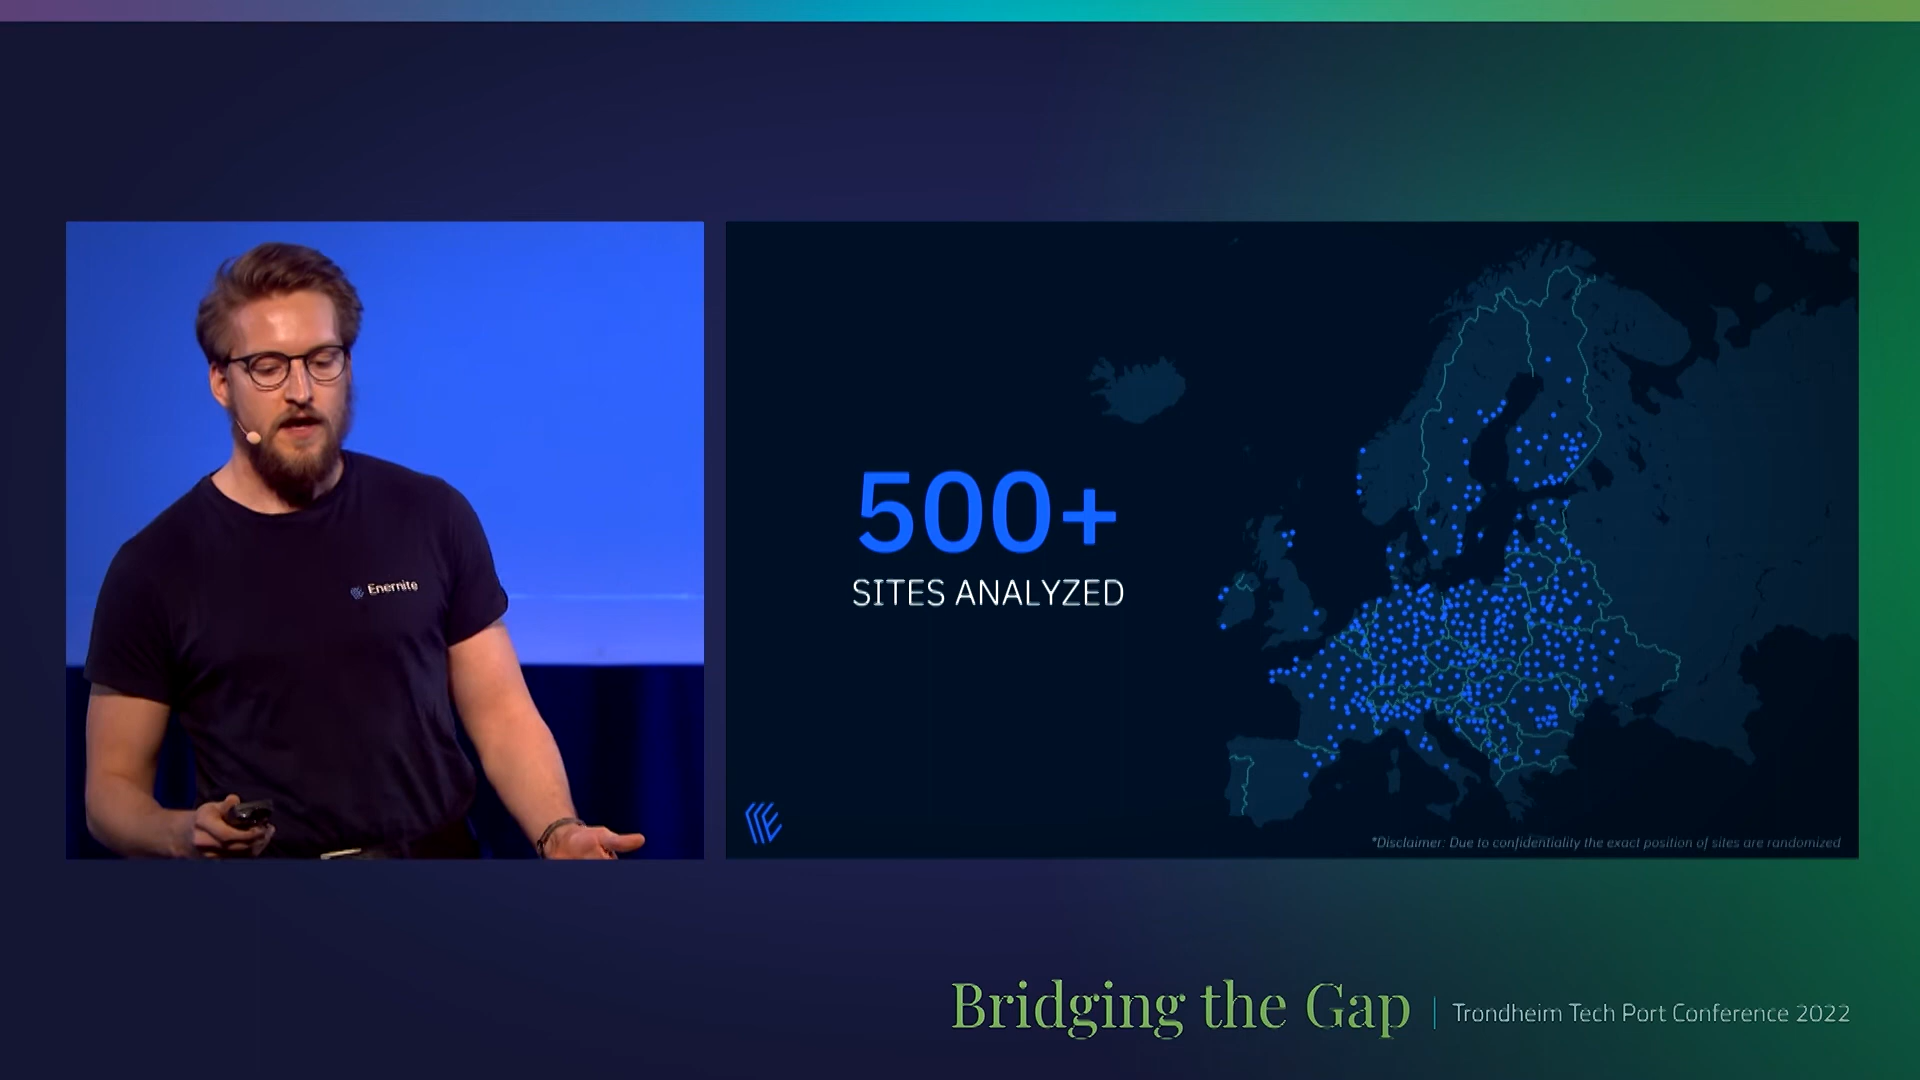 Enernite
500+
SITES ANALYZED
*Disclaimer: Due to confidentiality the exact position of sites are randomized
Bridging the Gap
Trondheim Tech Port Conference 2022